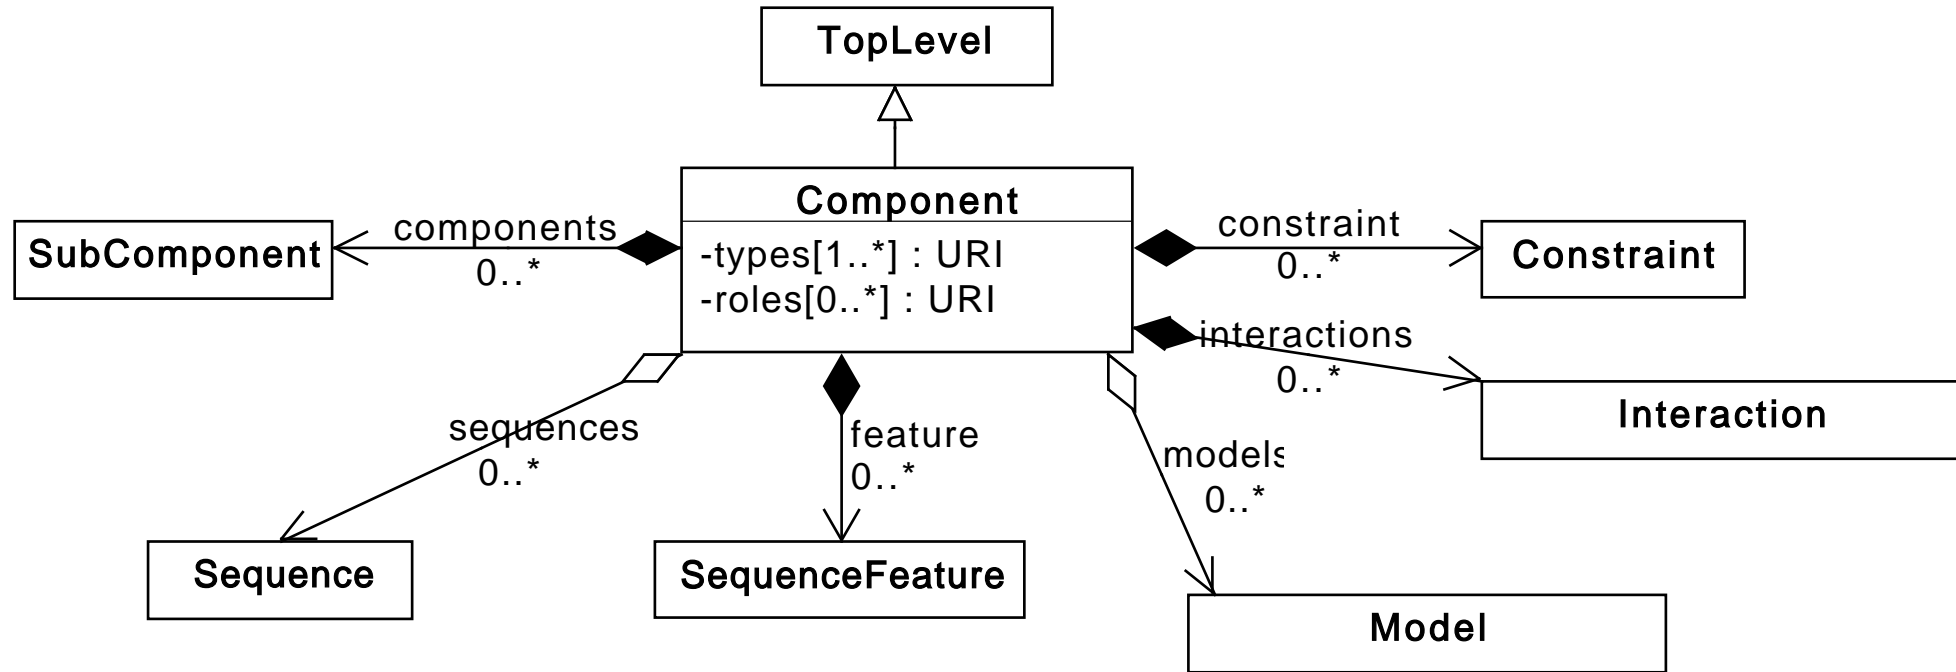 TopLevel
Component
-types[1..*] : URI
-roles[0..*] : URI
components
0..*
SubComponent
constraint
0..*
Constraint
interactions
0..*
Interaction
sequences
0..*
Sequence
feature
0..*
SequenceFeature
models
0..*
Model